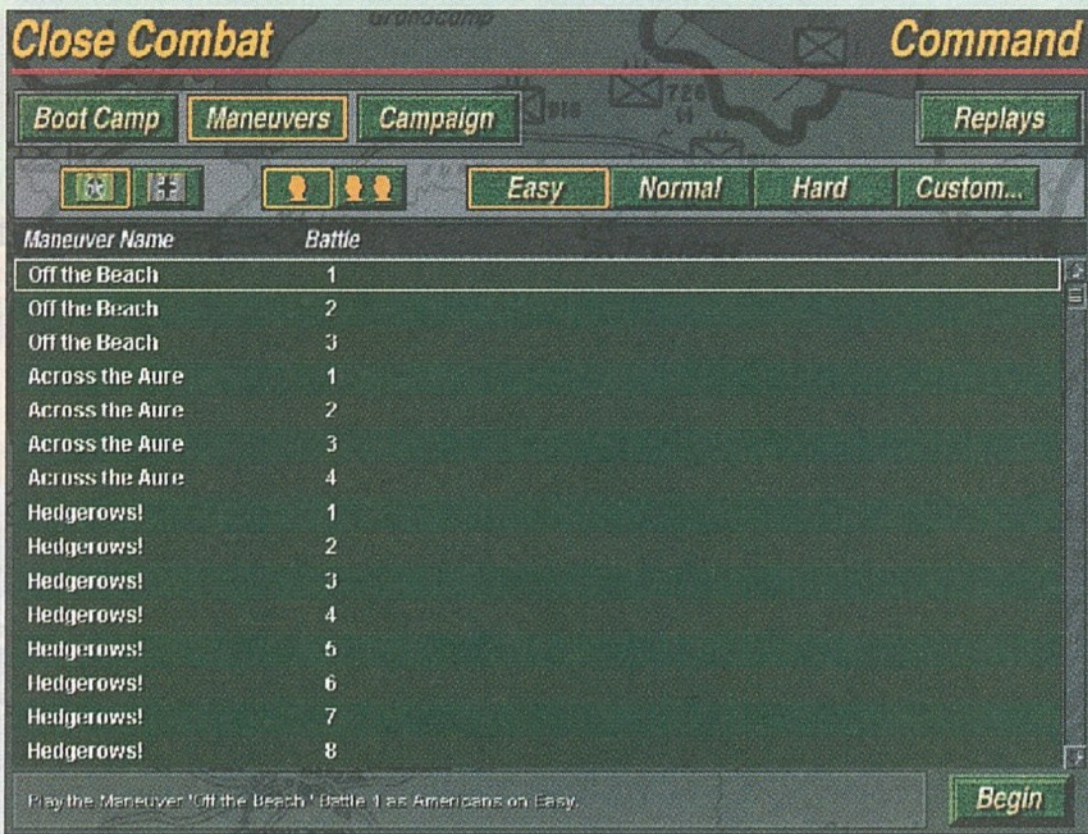 Grandcamp
Close Combat Command
Boot Camp Maneuvers Campaign Replays
Easy Normal Hard Custom...
Maneuver Name Battle
Off the Beach 1
Off the Beach 2
Off the Beach 3
Across the Aure 1
Across the Aure 2
Across the Aure 3
Across the Aure 4
Hedgerows! 1
Hedgerows! 2
Hedgerows! 3
Hedgerows! 4
Hedgerows! 5
Hedgerows! 6
Hedgerows! 7
Hedgerows! 8
Play the Maneuver 'Off the Beach' Battle 1 as Americans on Easy.
Begin